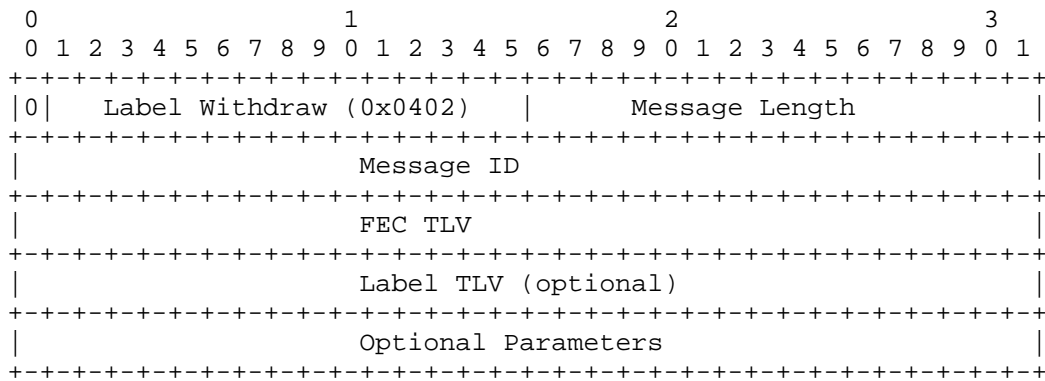 0                   1                   2                   3
 0 1 2 3 4 5 6 7 8 9 0 1 2 3 4 5 6 7 8 9 0 1 2 3 4 5 6 7 8 9 0 1
+-+-+-+-+-+-+-+-+-+-+-+-+-+-+-+-+-+-+-+-+-+-+-+-+-+-+-+-+-+-+-+-+
|0|   Label Withdraw (0x0402)   |      Message Length           |
+-+-+-+-+-+-+-+-+-+-+-+-+-+-+-+-+-+-+-+-+-+-+-+-+-+-+-+-+-+-+-+-+
|                     Message ID                                |
+-+-+-+-+-+-+-+-+-+-+-+-+-+-+-+-+-+-+-+-+-+-+-+-+-+-+-+-+-+-+-+-+
|                     FEC TLV                                   |
+-+-+-+-+-+-+-+-+-+-+-+-+-+-+-+-+-+-+-+-+-+-+-+-+-+-+-+-+-+-+-+-+
|                     Label TLV (optional)                      |
+-+-+-+-+-+-+-+-+-+-+-+-+-+-+-+-+-+-+-+-+-+-+-+-+-+-+-+-+-+-+-+-+
|                     Optional Parameters                       |
+-+-+-+-+-+-+-+-+-+-+-+-+-+-+-+-+-+-+-+-+-+-+-+-+-+-+-+-+-+-+-+-+